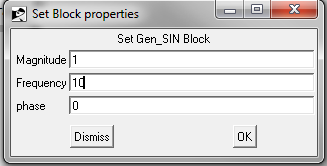 Set Block properties
Set Gen_SIN Block
Magnitude 1
Frequency 10
phase 0
Dismiss OK